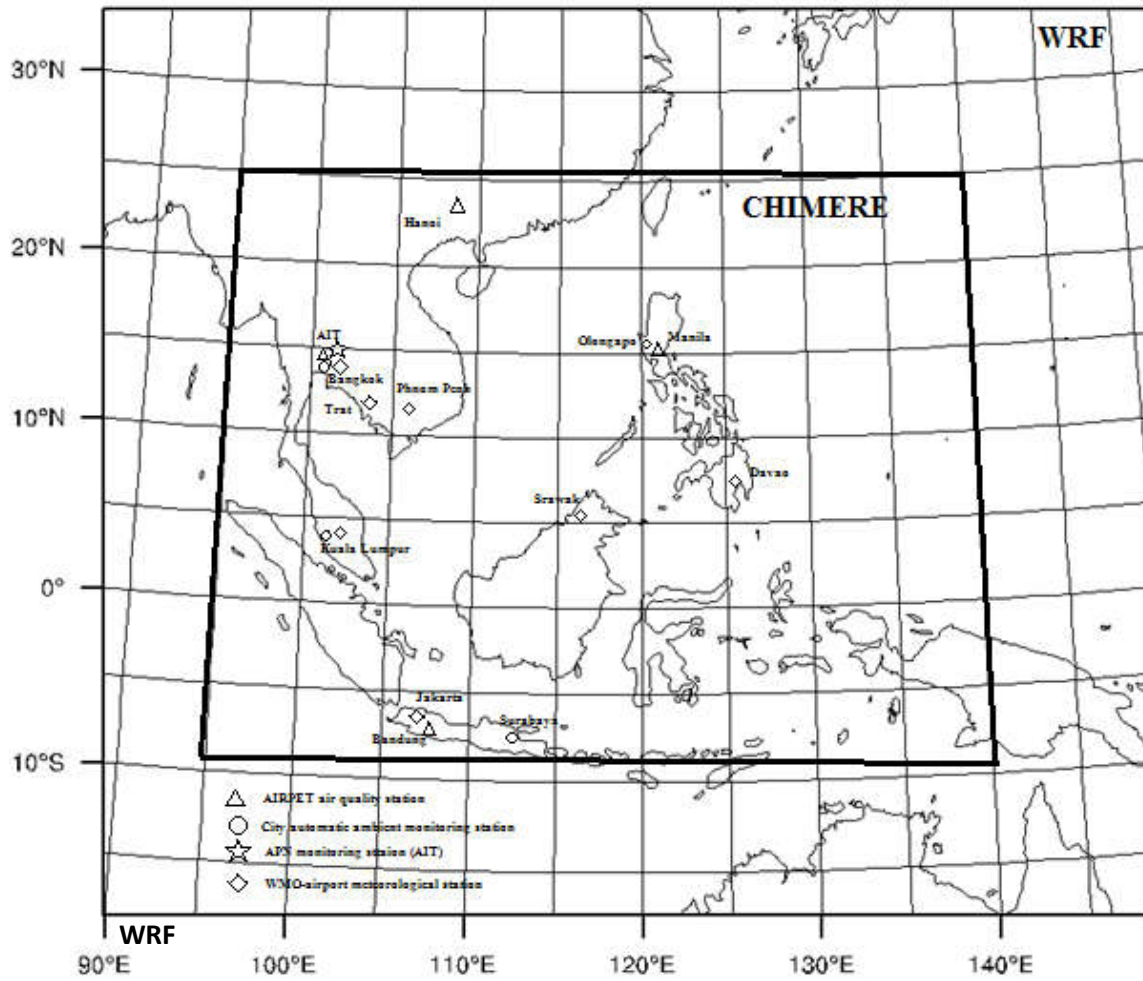 WRF
30°N
CHIMERE
Hanoi
20°N
AIT
Olongapo
Manila
Bangkok
Phnom Penh
Trat
10°N
Davao
Srawak
Kuala Lumpur
0°
Jakarta
Surabaya
Bandung
10°S
AIRPET air quality station
City automatic ambient monitoring station
APN monitoring staion (AIT)
WMO-airport meteorological station
WRF
90°E
100°E
110°E
120°E
130°E
140°E